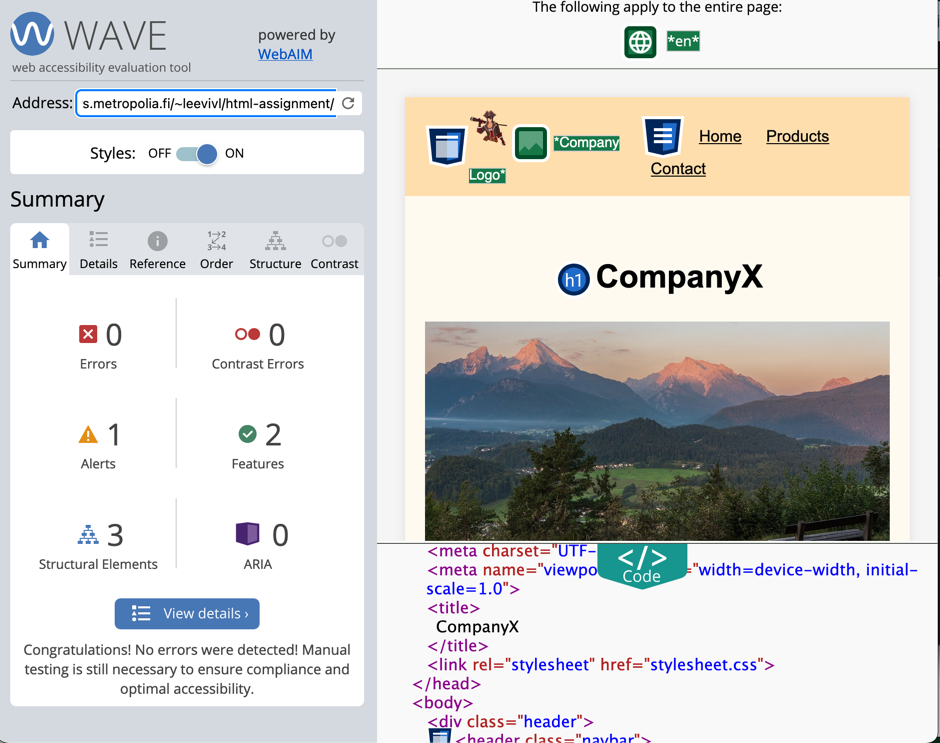 WAVE
powered by
WebAIM
web accessibility evaluation tool
Address: s.metropolia.fi/~leevivl/html-assignment/
Styles: OFF ON
Summary
Summary Details Reference Order Structure Contrast
0 0
Errors Contrast Errors
1 2
Alerts Features
3 0
Structural Elements ARIA
View details ›
Congratulations! No errors were detected! Manual
testing is still necessary to ensure compliance and
optimal accessibility.
The following apply to the entire page:
*en*
*Company
Logo*
Home Products
Contact
h1 CompanyX
</>
Code
<meta charset="UTF-
<meta name="viewpo ="width=device-width, initial-
scale=1.0">
<title>
CompanyX
</title>
<link rel="stylesheet" href="stylesheet.css">
</head>
<body>
<div class="header">
<header class="navbar">